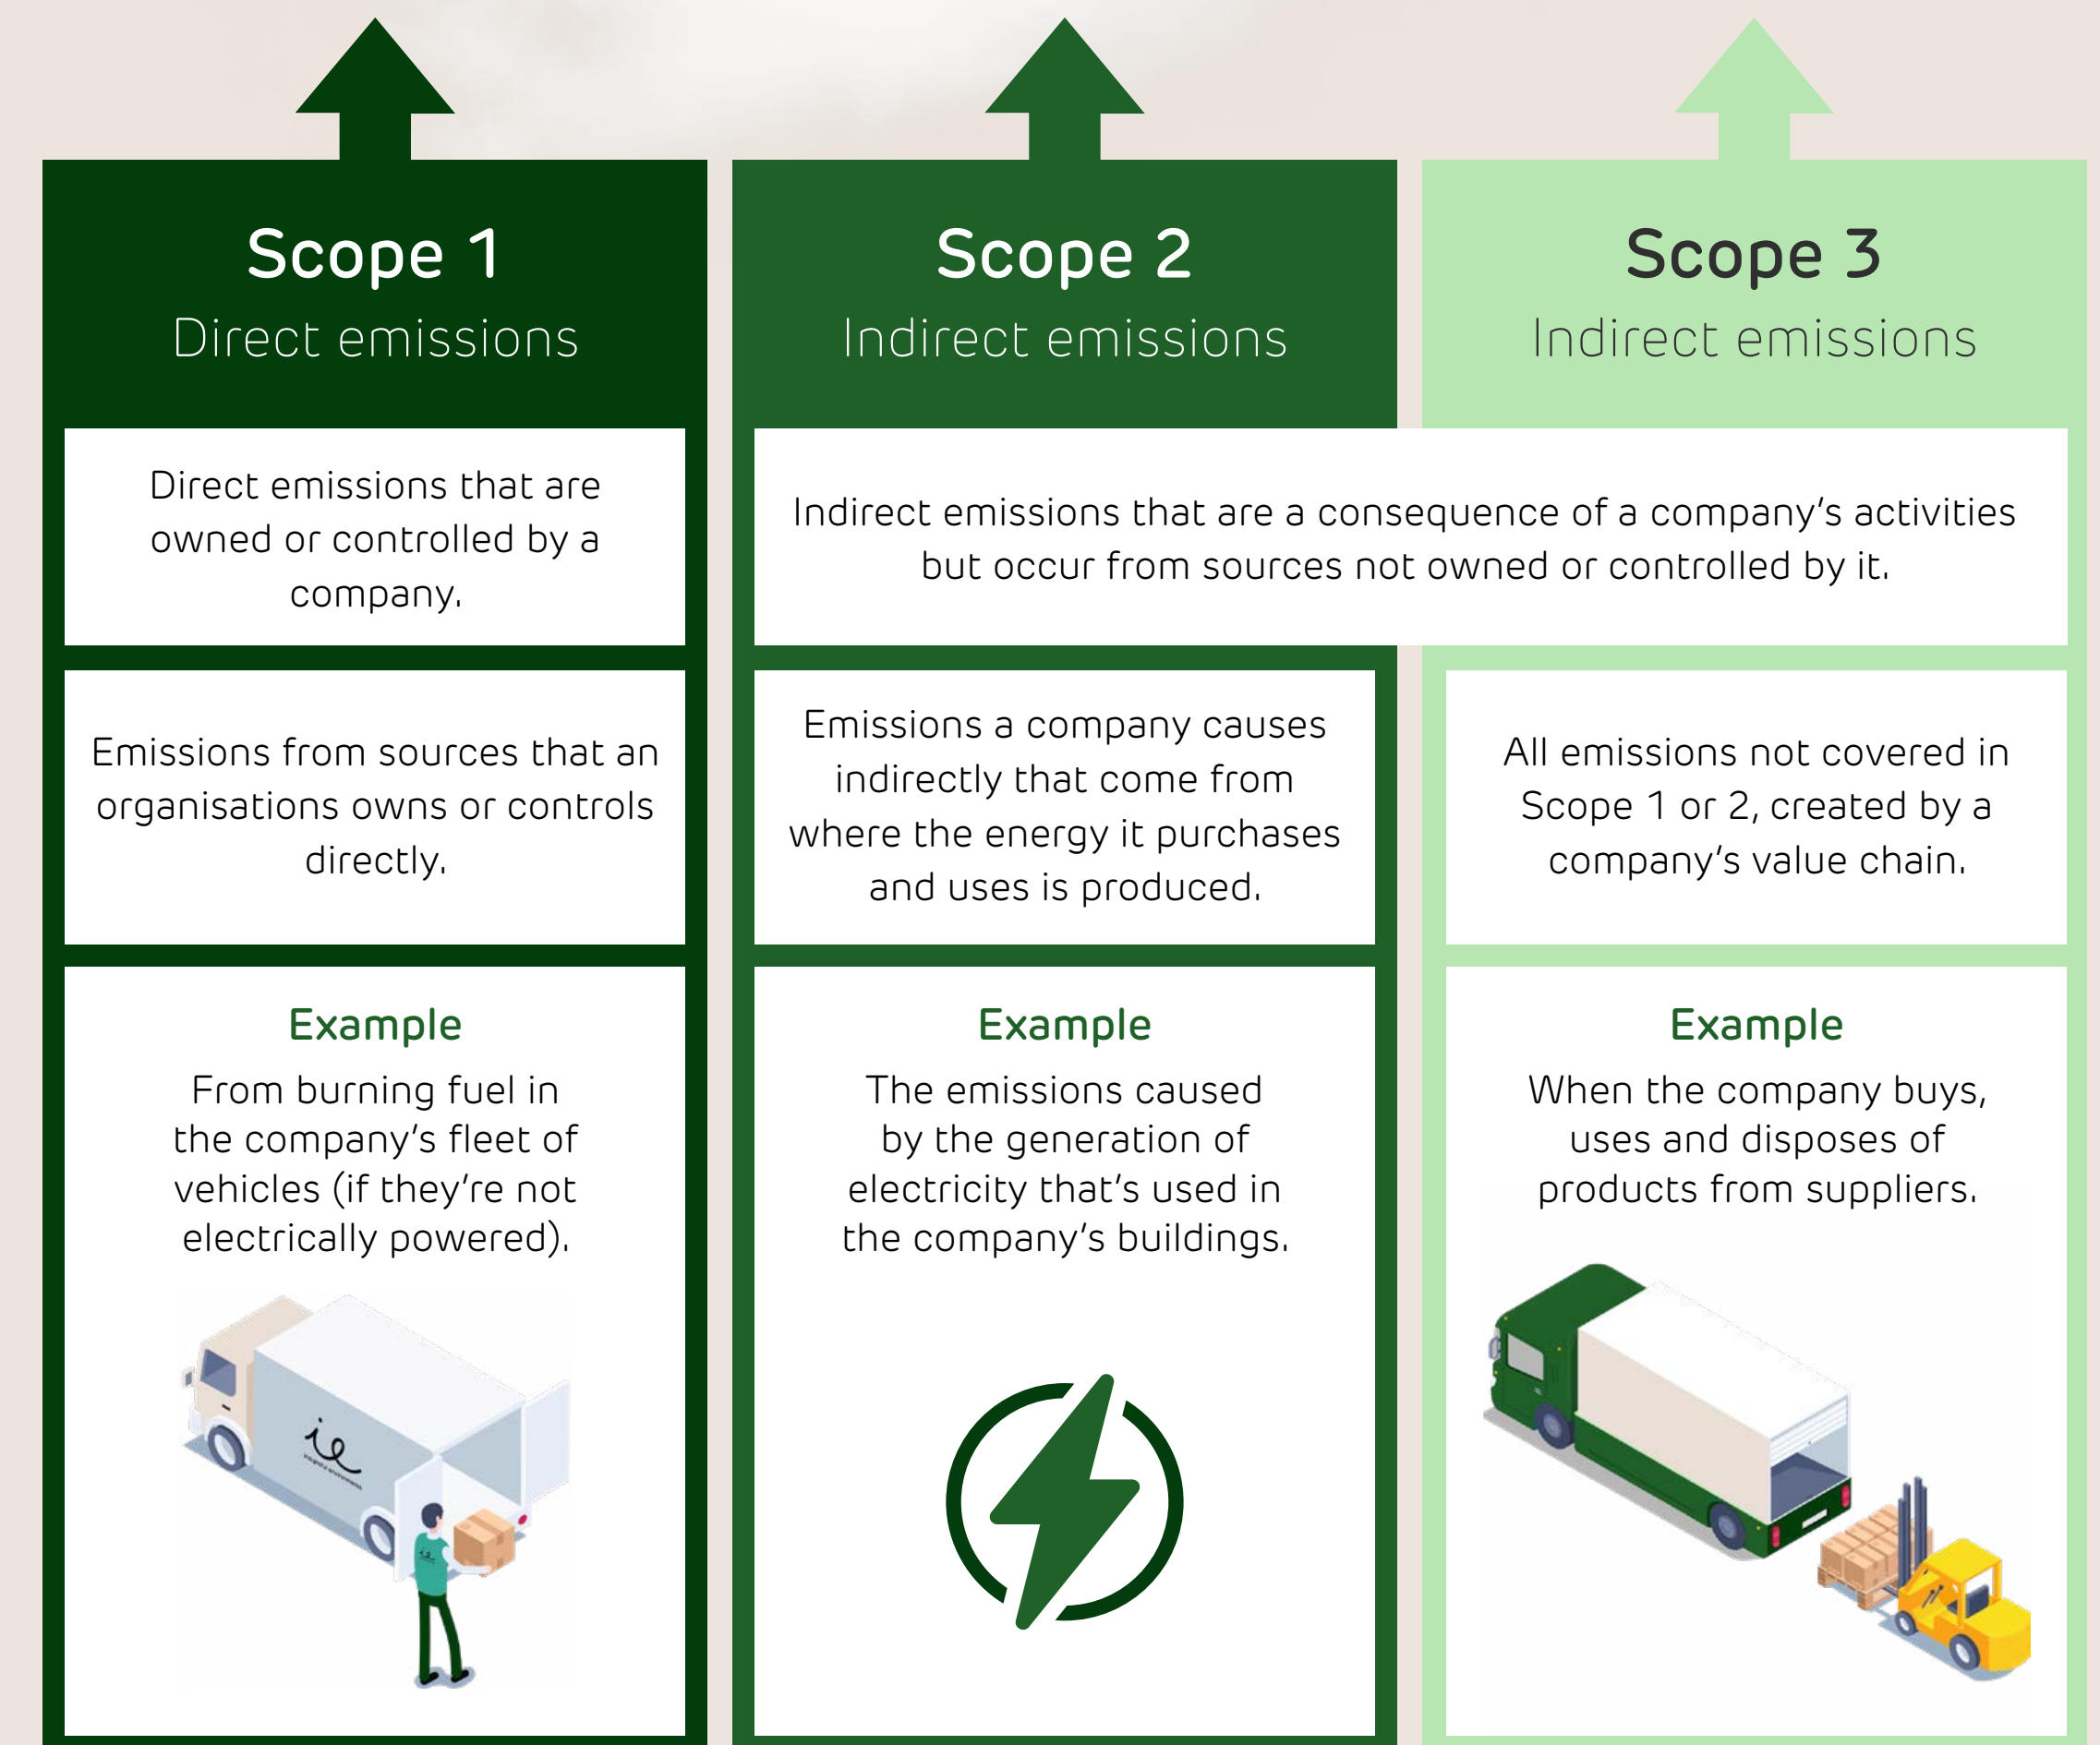 Scope 1
Direct emissions
Direct emissions that are
owned or controlled by a
company.
Emissions from sources that an
organisations owns or controls
directly.
Example
From burning fuel in
the company's fleet of
vehicles (if they're not
electrically powered).
ie
Scope 2
Indirect emissions
Scope 3
Indirect emissions
Indirect emissions that are a consequence of a company's activities
but occur from sources not owned or controlled by it.
Emissions a company causes
indirectly that come from
where the energy it purchases
and uses is produced.
Example
The emissions caused
by the generation of
electricity that's used in
the company's buildings.
All emissions not covered in
Scope 1 or 2, created by a
company's value chain.
Example
When the company buys,
uses and disposes of
products from suppliers.